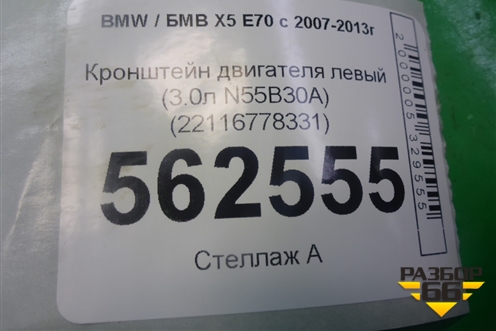 BMW / БМВ X5 E70 с 2007-2013г
Кронштейн двигателя левый
(3.0л N55B30A)
(22116778331)
562555
Стеллаж А
2000005329555
РАЗБОР
66